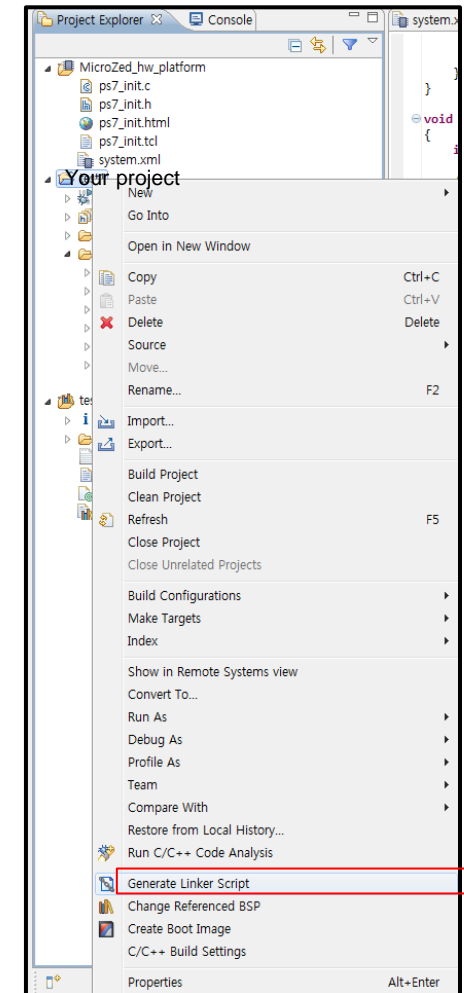 Project Explorer Console system.x
MicroZed_hw_platform
ps7_init.c
}
ps7_init.h
}
ps7_init.html
void
ps7_init.tcl
{
system.xml
i
Your project
New
Go Into
Open in New Window
Copy Ctrl+C
Paste Ctrl+V
Delete Delete
Source
Move...
Rename... F2
tes
i Import...
Export...
Build Project
Clean Project
Refresh F5
Close Project
Close Unrelated Projects
Build Configurations
Make Targets
Index
Show in Remote Systems view
Convert To...
Run As
Debug As
Profile As
Team
Compare With
Restore from Local History...
Run C/C++ Code Analysis
Generate Linker Script
Change Referenced BSP
Create Boot Image
C/C++ Build Settings
Properties Alt+Enter